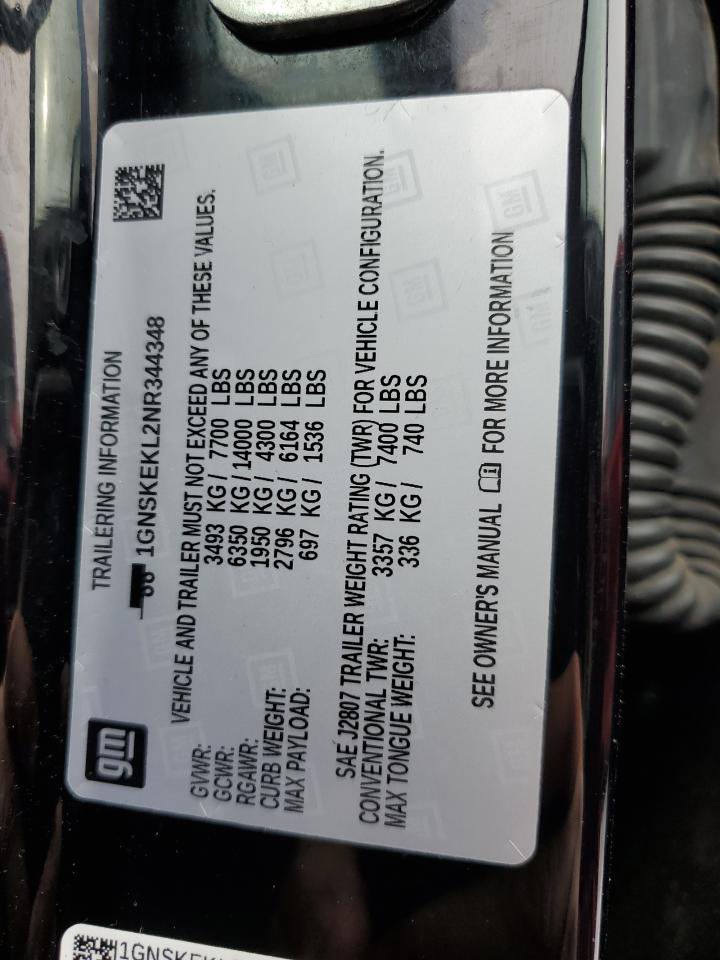 TRAILERING INFORMATION
1GNSKEKL2NR344348
VEHICLE AND TRAILER MUST NOT EXCEED ANY OF THESE VALUES.
GVWR: 3493 KG / 7700 LBS
GCWR: 6350 KG / 14000 LBS
RGAWR: 1950 KG / 4300 LBS
CURB WEIGHT: 2796 KG / 6164 LBS
MAX PAYLOAD: 697 KG / 1536 LBS
SAE J2807 TRAILER WEIGHT RATING (TWR) FOR VEHICLE CONFIGURATION.
CONVENTIONAL TWR: 3357 KG / 7400 LBS
MAX TONGUE WEIGHT: 336 KG / 740 LBS
SEE OWNER'S MANUAL FOR MORE INFORMATION
gm
1GNSKEK